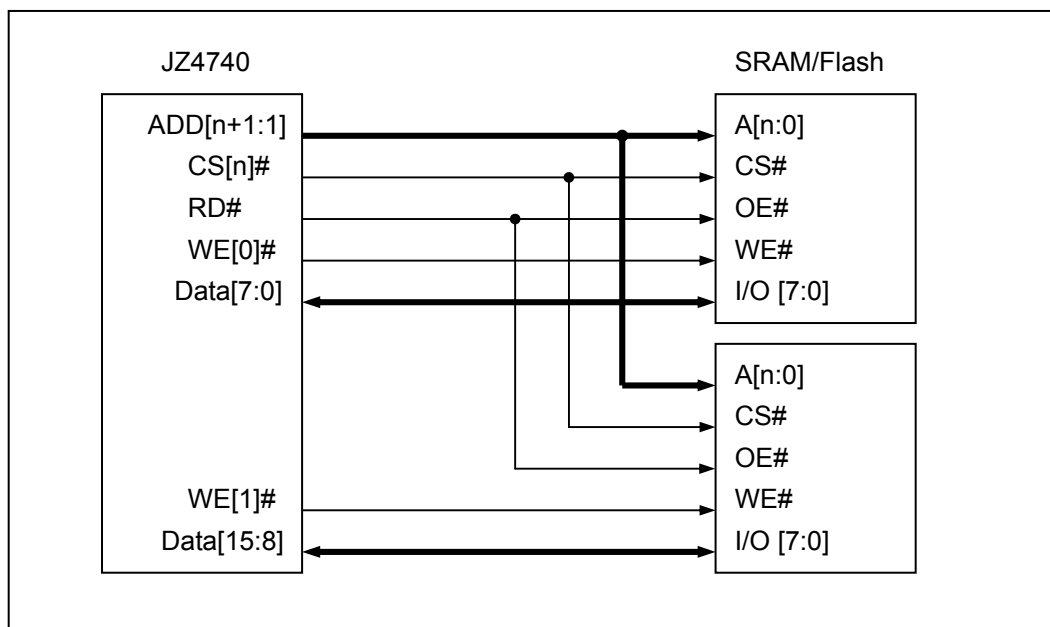 JZ4740
SRAM/Flash
ADD[n+1:1]
CS[n]#
RD#
WE[0]#
Data[7:0]
A[n:0]
CS#
OE#
WE#
I/O [7:0]
A[n:0]
CS#
OE#
WE#
I/O [7:0]
WE[1]#
Data[15:8]